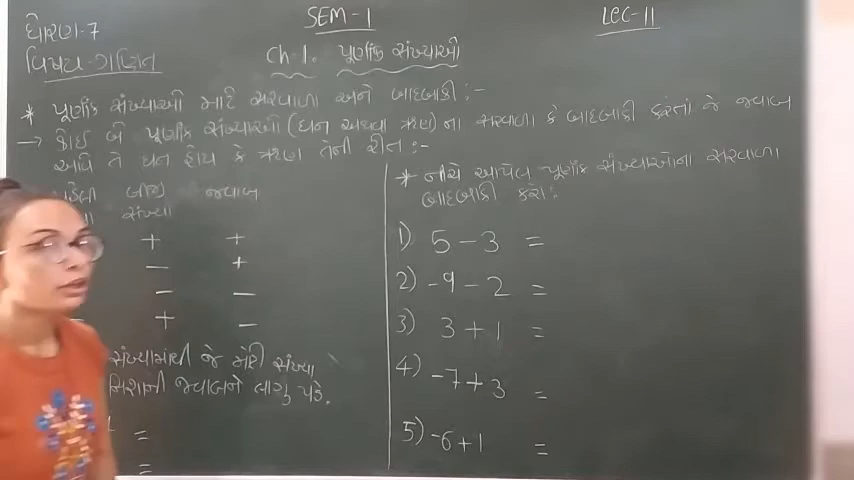 SEM-1
LEC-11
ધોરણ-7
વિષય-ગણિત
Ch-1. પૂર્ણાંક સંખ્યાઓ
* પૂર્ણાંક સંખ્યાઓ માટે સરવાળા અને બાદબાકી :-
→ કોઇ બે પૂર્ણાંક સંખ્યાઓ (ધન અથવા ઋણ) ના સરવાળા કે બાદબાકી કરતાં જે જવાબ
આવે તે ધન હોય કે ઋણ તેની રીત :-
બીજી જવાબ
સંખ્યા
+ +
- +
- -
+ -
સંખ્યામાંથી જે મોટી સંખ્યા
નિશાની જવાબને લાગુ પડે.
=
=
* નીચે આપેલ પૂર્ણાંક સંખ્યાઓના સરવાળા
બાદબાકી કરો :
1) 5 - 3 =
2) -9 - 2 =
3) 3 + 1 =
4) -7 + 3 =
5) -6 + 1 =